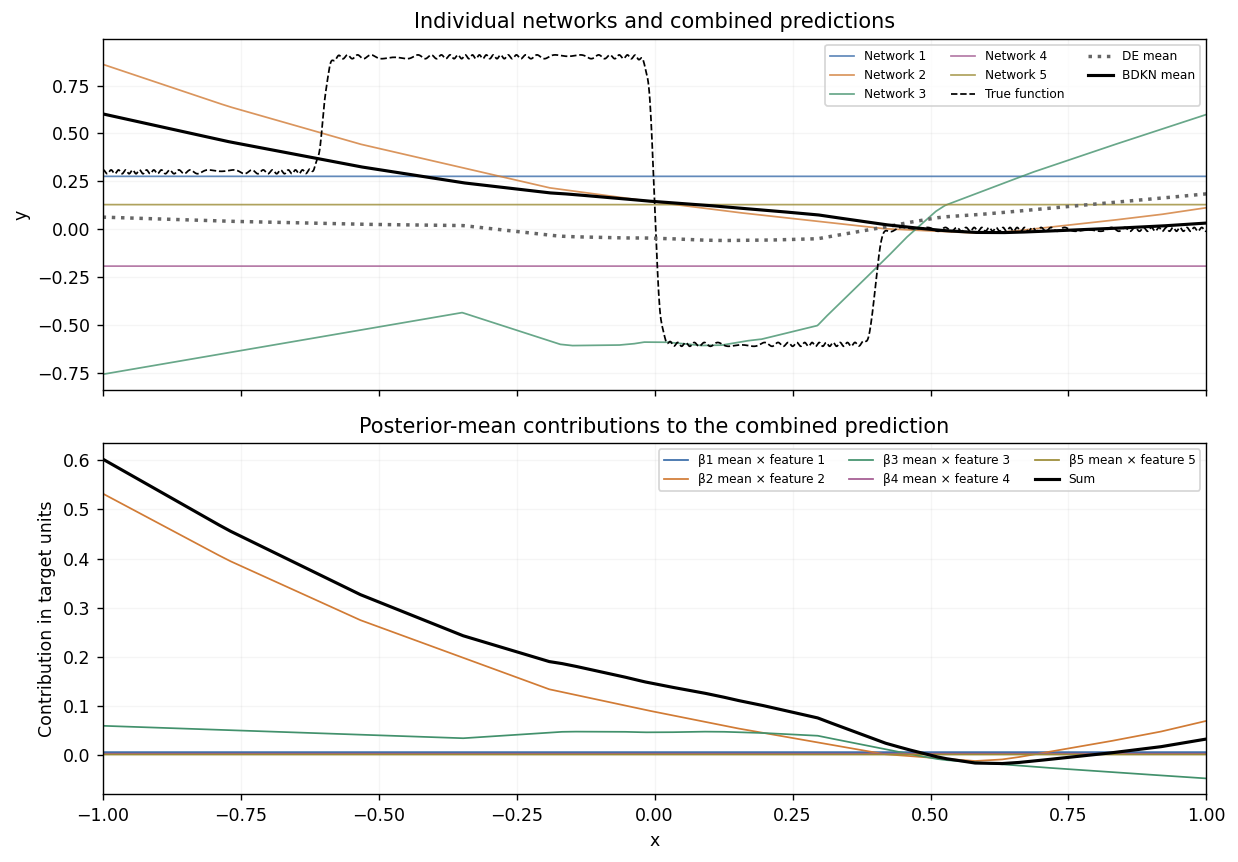 Individual networks and combined predictions
Network 1
Network 2
Network 3
Network 4
Network 5
True function
DE mean
BDKN mean
y
0.75
0.50
0.25
0.00
−0.25
−0.50
−0.75
Posterior-mean contributions to the combined prediction
β1 mean × feature 1
β2 mean × feature 2
β3 mean × feature 3
β4 mean × feature 4
β5 mean × feature 5
Sum
Contribution in target units
0.6
0.5
0.4
0.3
0.2
0.1
0.0
−1.00
−0.75
−0.50
−0.25
0.00
0.25
0.50
0.75
1.00
x